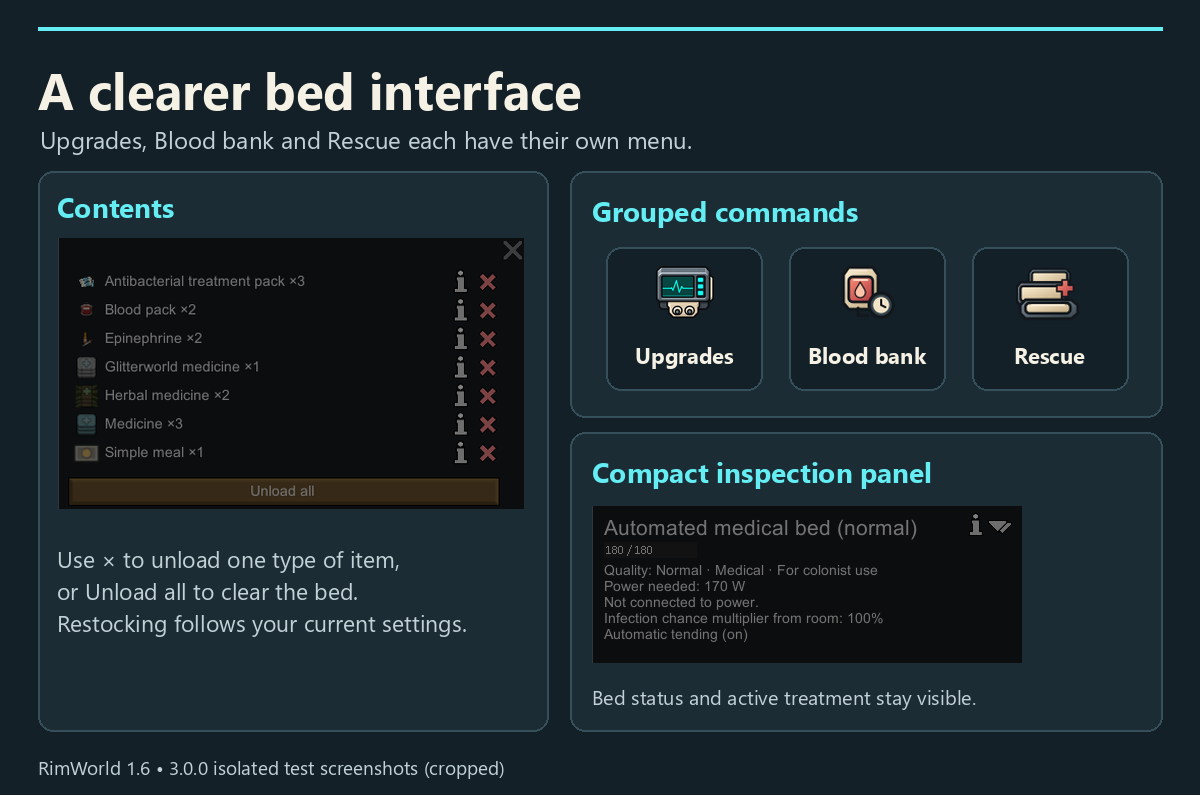 A clearer bed interface
Upgrades, Blood bank and Rescue each have their own menu.
Contents
Antibacterial treatment pack ×3
Blood pack ×2
Epinephrine ×2
Glitterworld medicine ×1
Herbal medicine ×2
Medicine ×3
Simple meal ×1
Unload all
Use × to unload one type of item,
or Unload all to clear the bed.
Restocking follows your current settings.
Grouped commands
Upgrades
Blood bank
Rescue
Compact inspection panel
Automated medical bed (normal)
180 / 180
Quality: Normal · Medical · For colonist use
Power needed: 170 W
Not connected to power.
Infection chance multiplier from room: 100%
Automatic tending (on)
Bed status and active treatment stay visible.
RimWorld 1.6 • 3.0.0 isolated test screenshots (cropped)